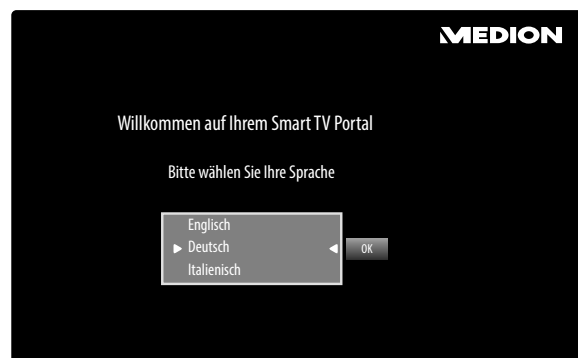 MEDION
Willkommen auf Ihrem Smart TV Portal
Bitte wählen Sie Ihre Sprache
Englisch
Deutsch OK
Italienisch